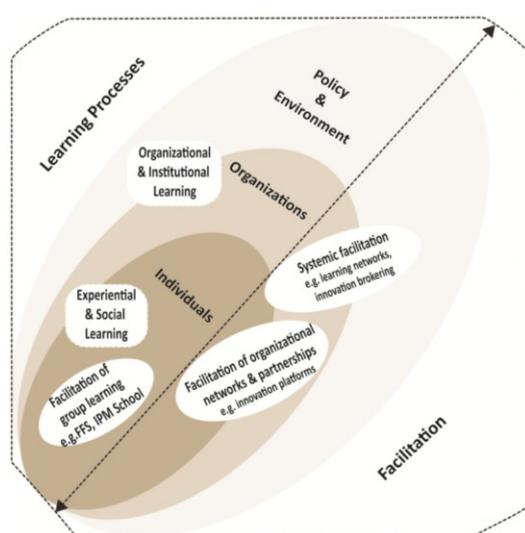 Learning Processes
Policy
&
Environment
Organizational
& Institutional
Learning
Organizations
Systemic facilitation
e.g. learning networks,
innovation brokering
Individuals
Experiential
& Social
Learning
Facilitation of organizational
networks & partnerships
e.g. innovation platforms
Facilitation of
group learning
e.g.FFS, IPM School
Facilitation